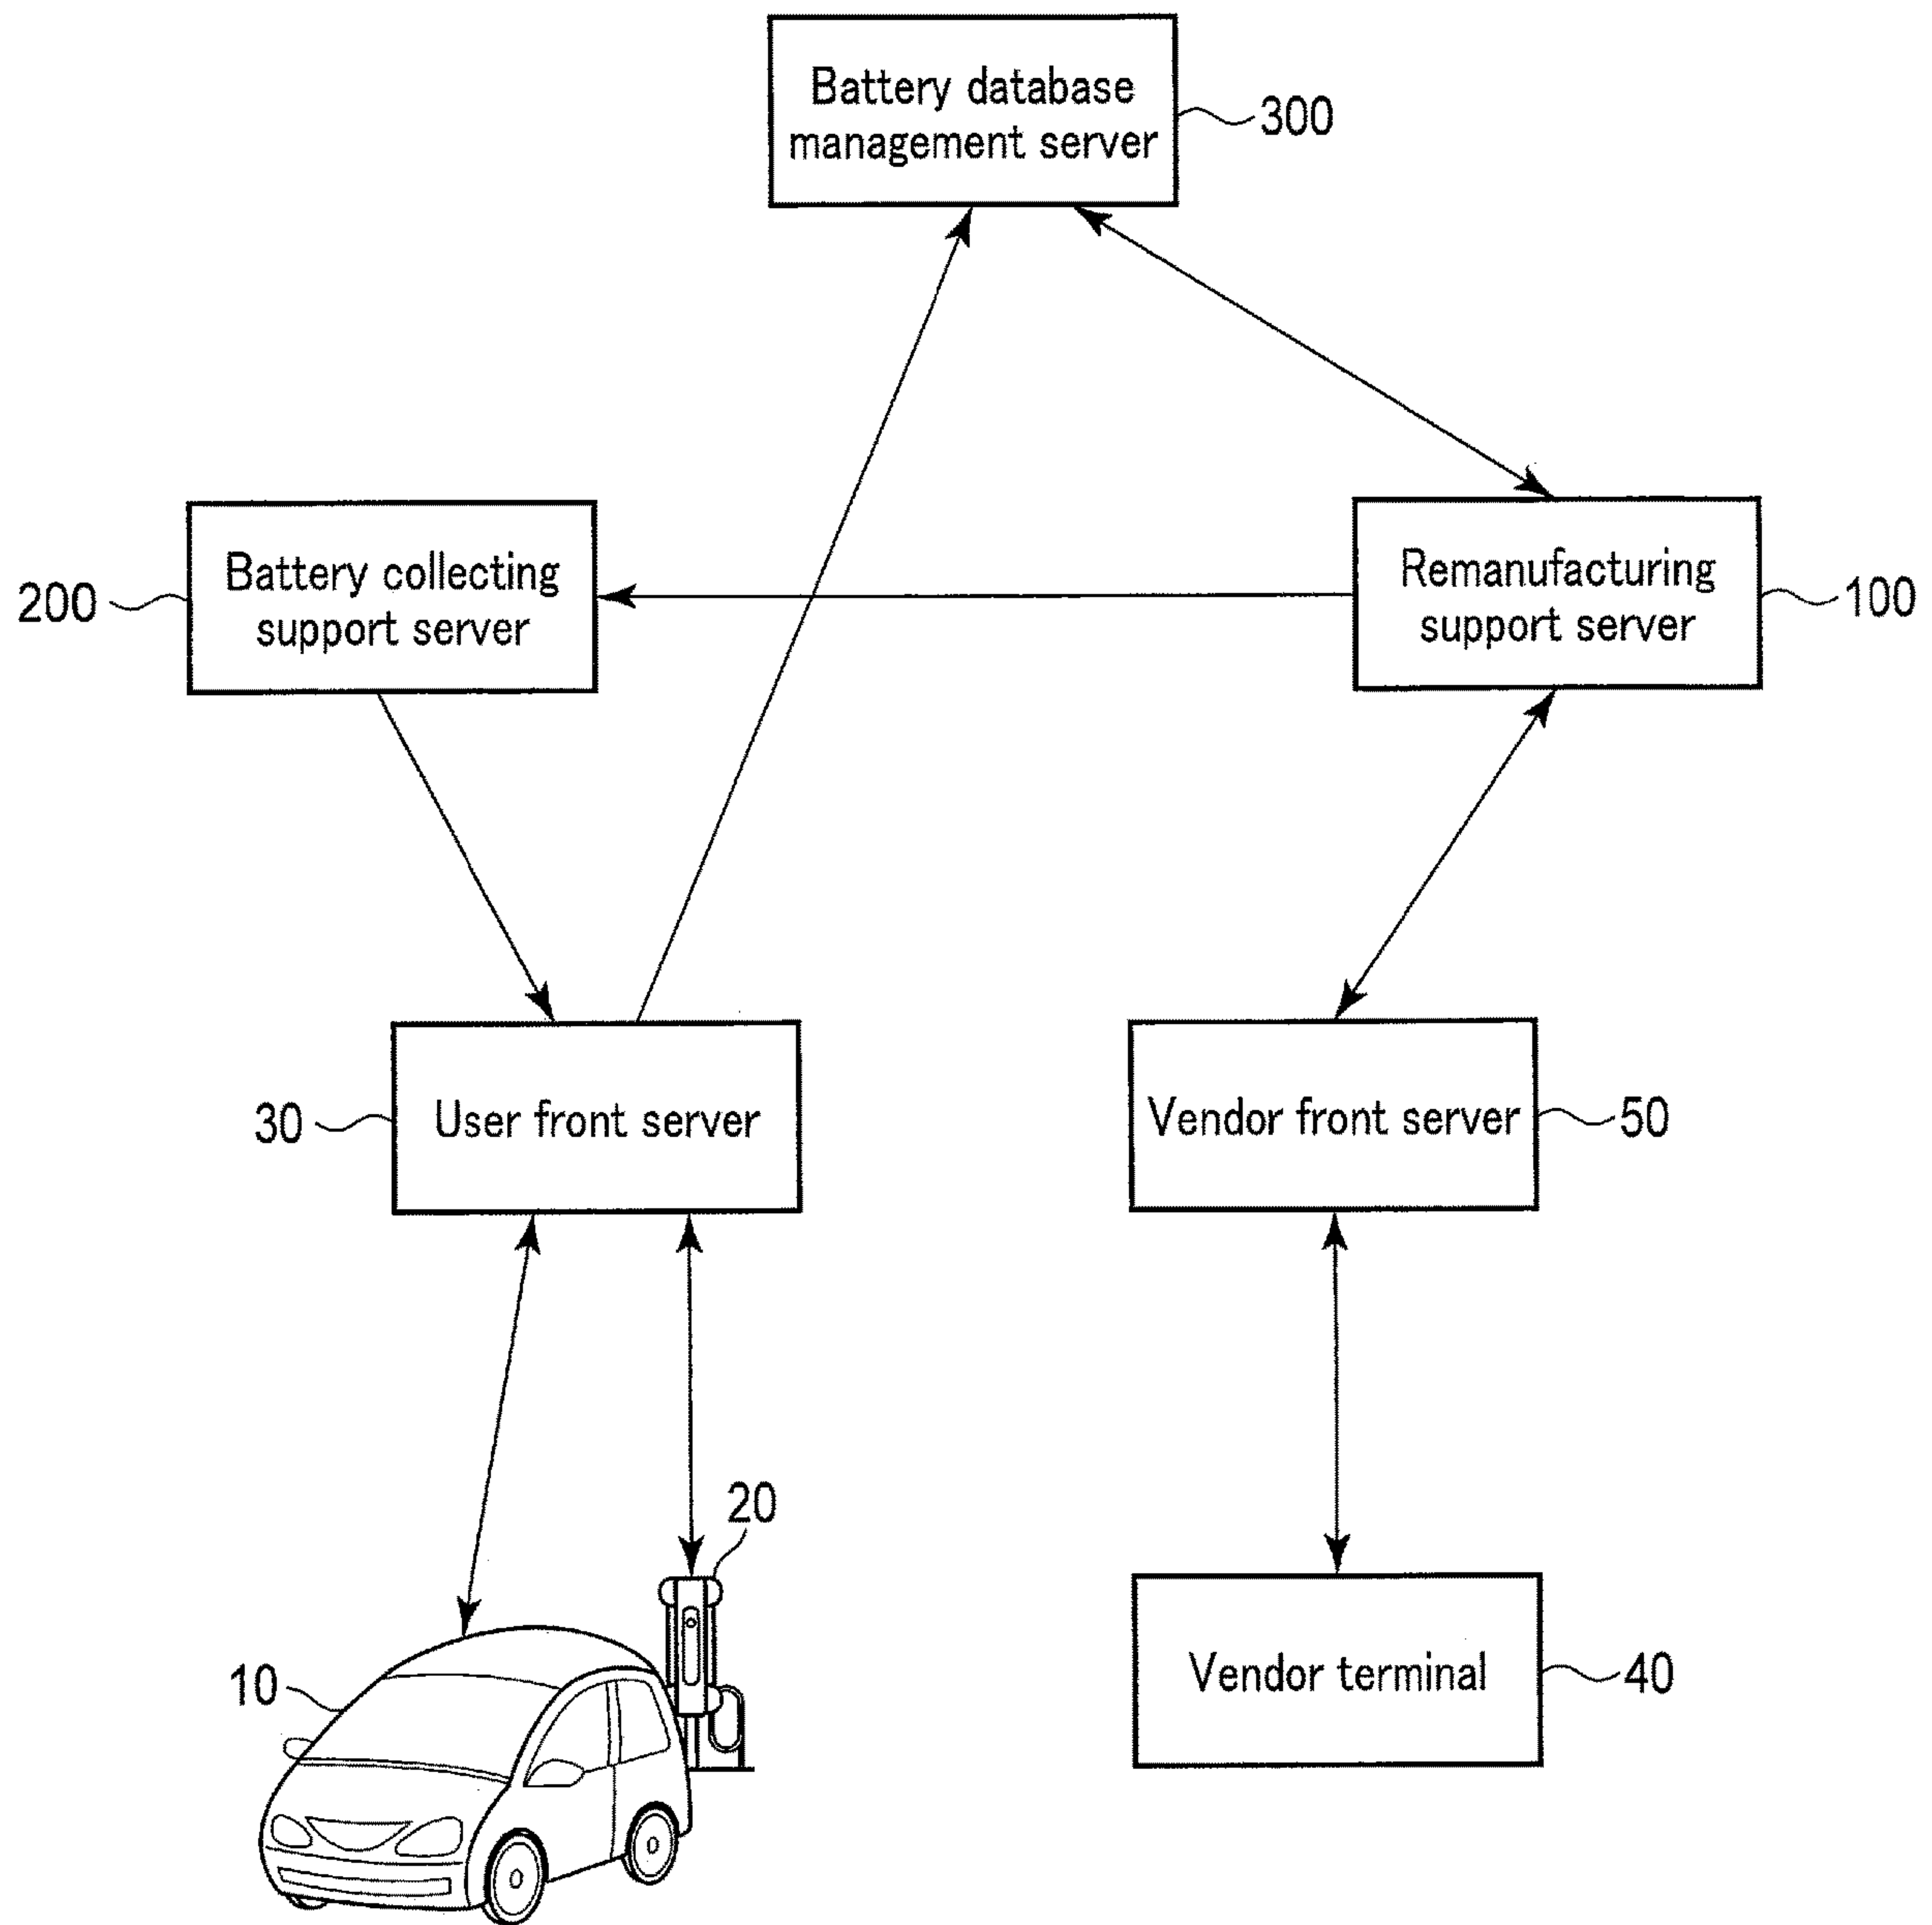 Battery database
management server
300
Battery collecting
support server
200
Remanufacturing
support server
100
User front server
30
Vendor front server
50
20
10
Vendor terminal
40